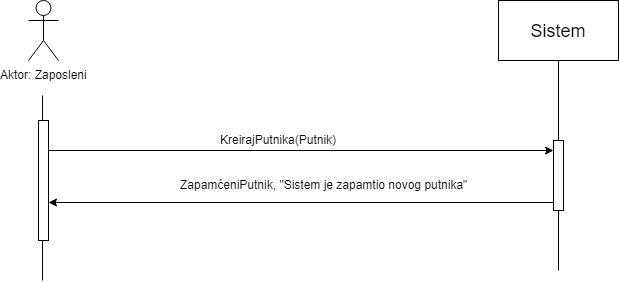 Sistem
Aktor: Zaposleni
KreirajPutnika(Putnik)
ZapamćeniPutnik, "Sistem je zapamtio novog putnika"